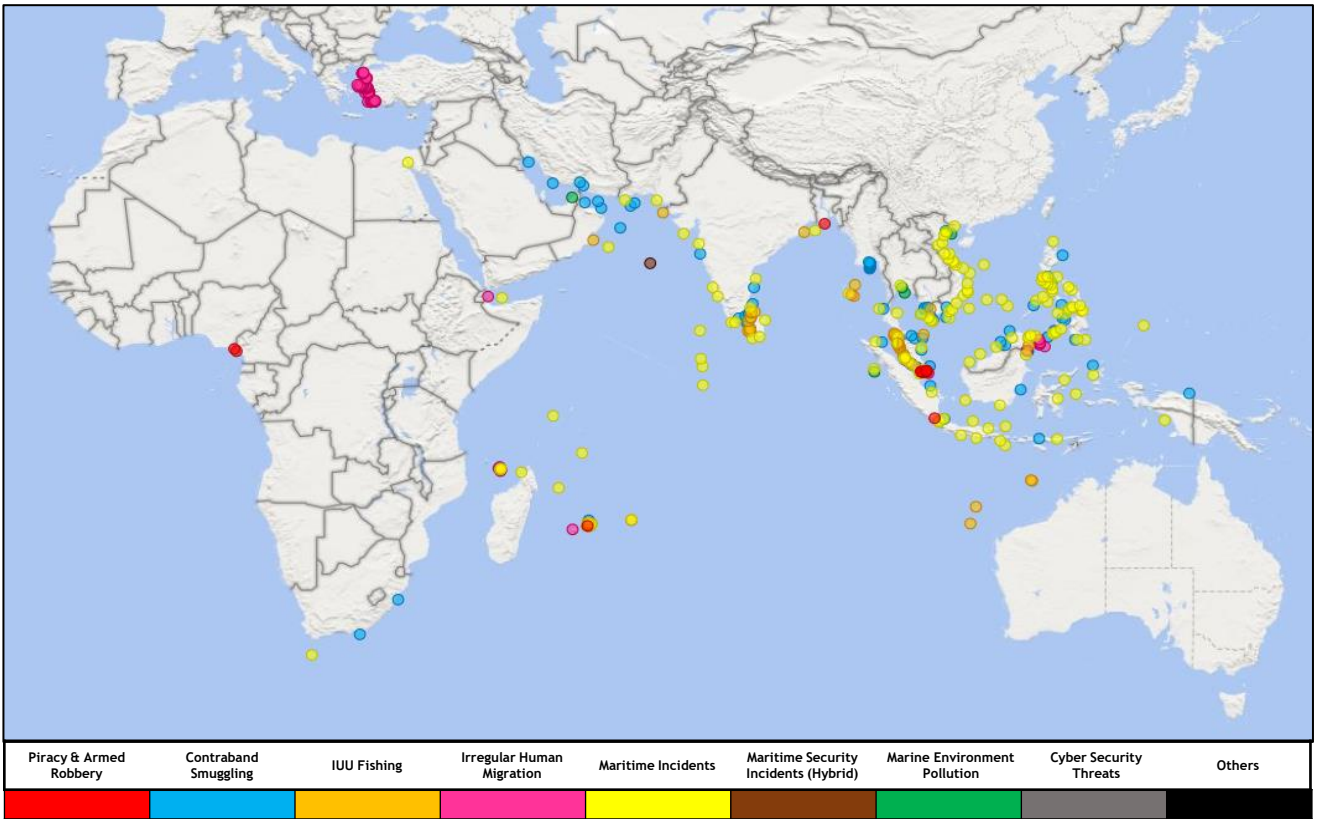 Piracy & Armed
Robbery
Contraband
Smuggling
IUU Fishing
Irregular Human
Migration
Maritime Incidents
Maritime Security
Incidents (Hybrid)
Marine Environment
Pollution
Cyber Security
Threats
Others